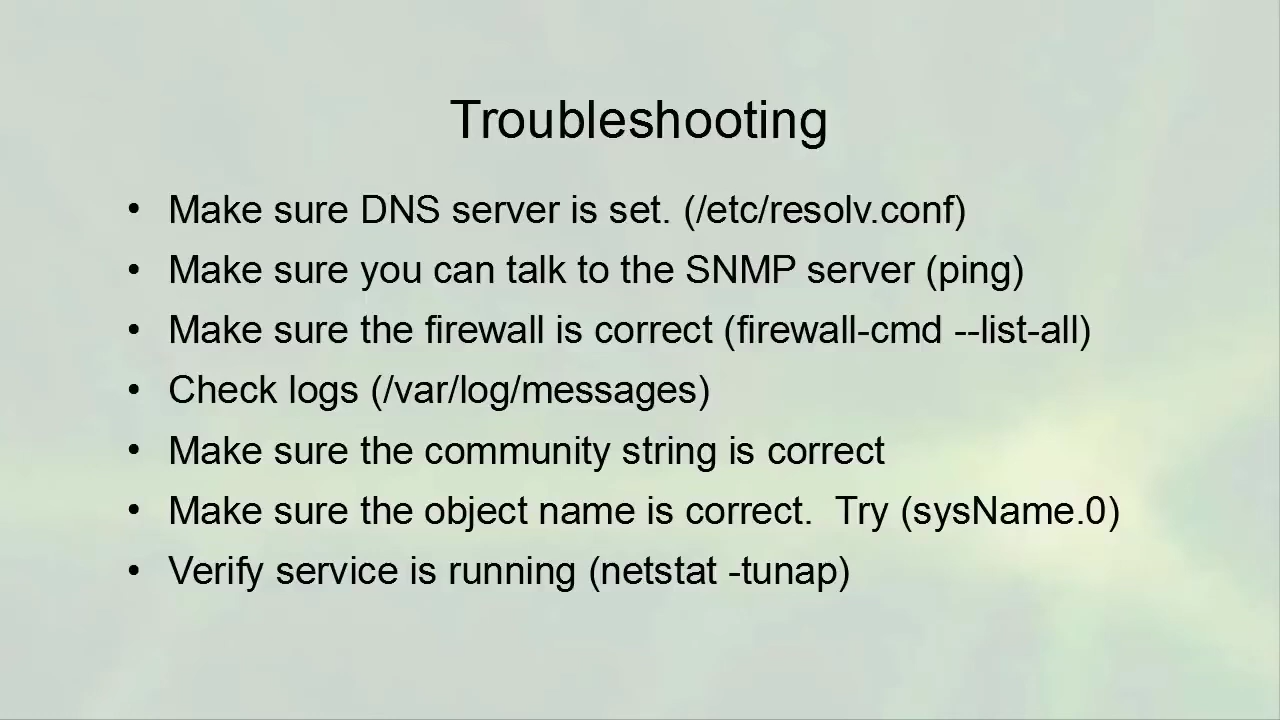 Troubleshooting
• Make sure DNS server is set. (/etc/resolv.conf)
• Make sure you can talk to the SNMP server (ping)
• Make sure the firewall is correct (firewall-cmd --list-all)
• Check logs (/var/log/messages)
• Make sure the community string is correct
• Make sure the object name is correct.  Try (sysName.0)
• Verify service is running (netstat -tunap)